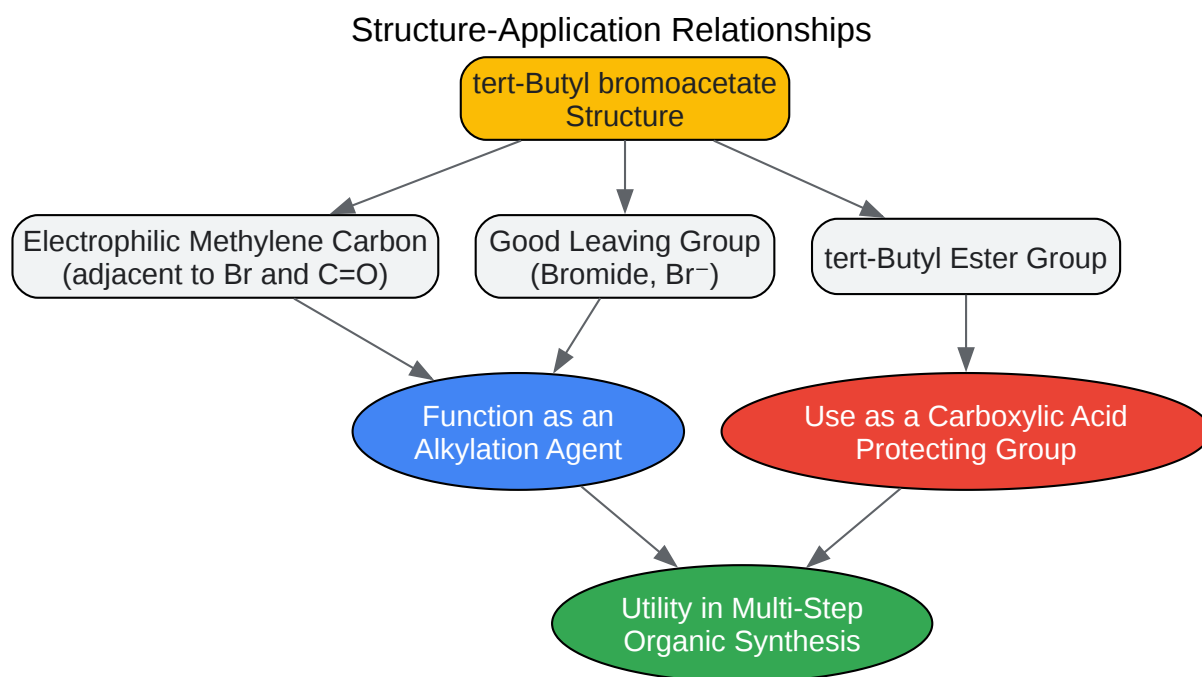 Structure-Application Relationships
tert-Butyl bromoacetate
Structure
Electrophilic Methylene Carbon
(adjacent to Br and C=O)
Good Leaving Group
(Bromide, Br⁻)
tert-Butyl Ester Group
Function as an
Alkylation Agent
Use as a Carboxylic Acid
Protecting Group
Utility in Multi-Step
Organic Synthesis